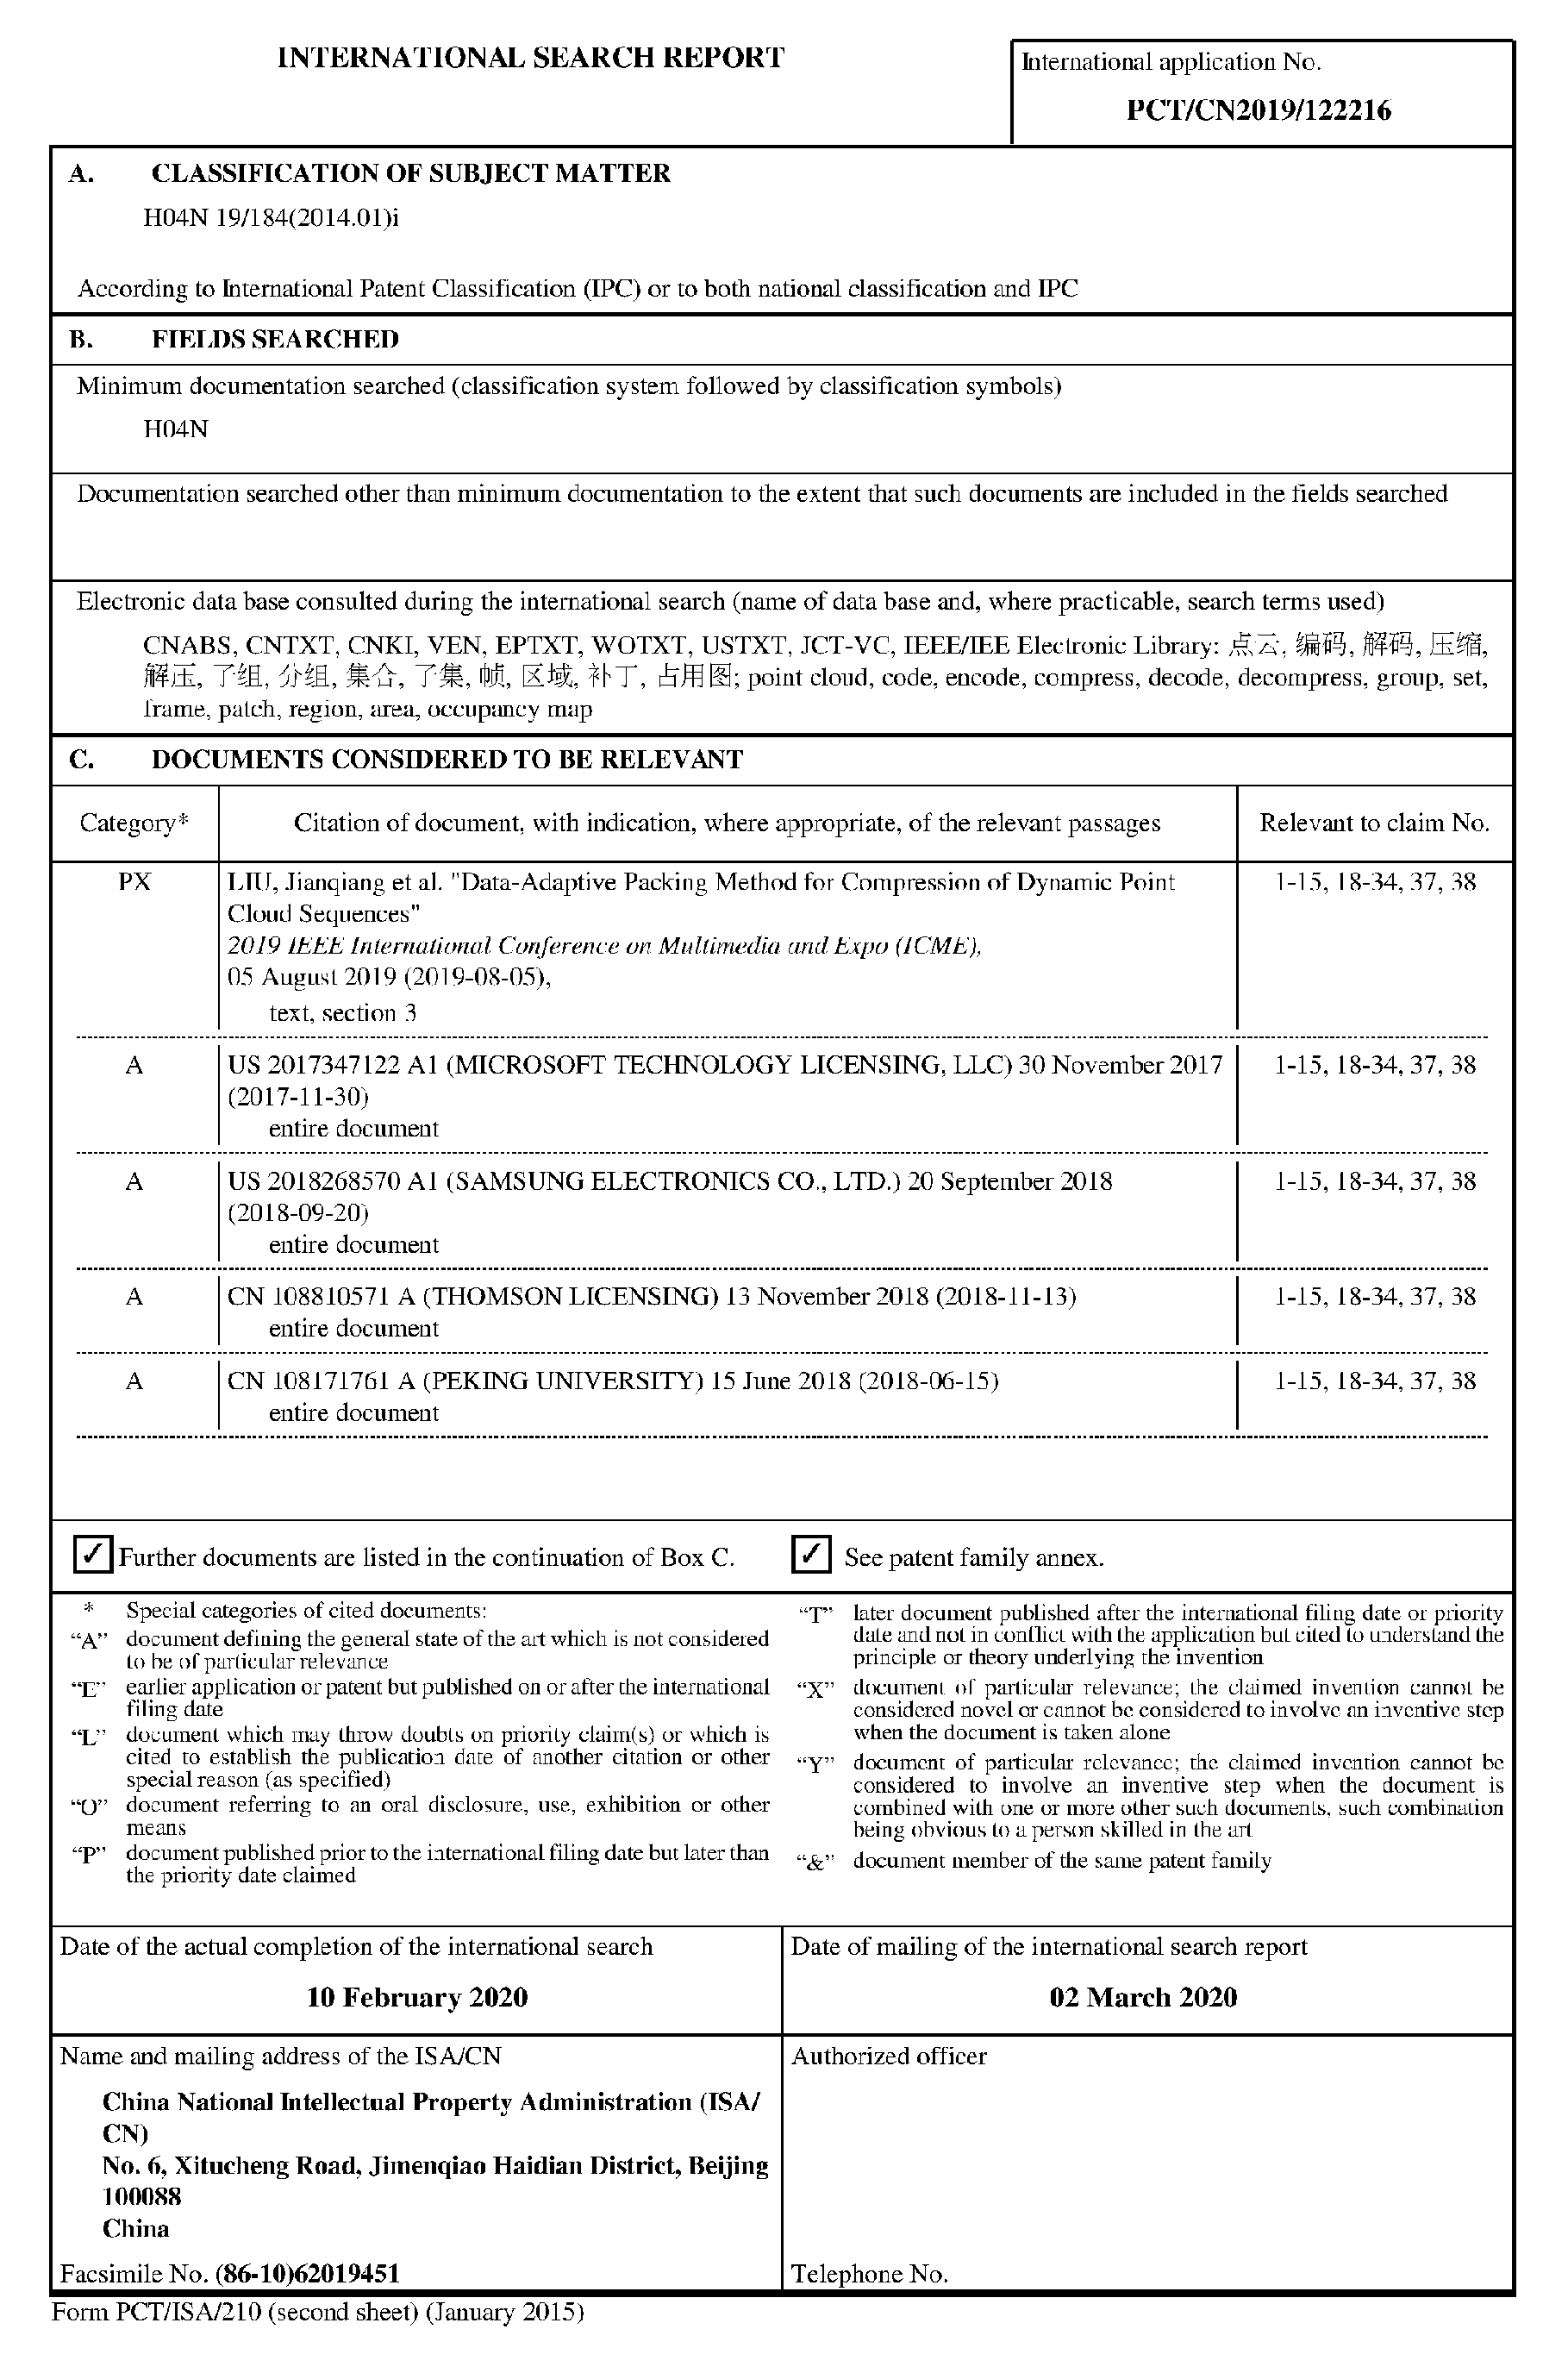 INTERNATIONAL SEARCH REPORT
International application No.
PCT/CN2019/122216
A. CLASSIFICATION OF SUBJECT MATTER
H04N 19/184(2014.01)i
According to International Patent Classification (IPC) or to both national classification and IPC
B. FIELDS SEARCHED
Minimum documentation searched (classification system followed by classification symbols)
H04N
Documentation searched other than minimum documentation to the extent that such documents are included in the fields searched
Electronic data base consulted during the international search (name of data base and, where practicable, search terms used)
CNABS, CNTXT, CNKI, VEN, EPTXT, WOTXT, USTXT, JCT-VC, IEEE/IEE Electronic Library: 点云, 编码, 解码, 压缩,
解压, 子组, 分组, 集合, 子集, 帧, 区域, 补丁, 占用图; point cloud, code, encode, compress, decode, decompress, group, set,
frame, patch, region, area, occupancy map
C. DOCUMENTS CONSIDERED TO BE RELEVANT
Category* Citation of document, with indication, where appropriate, of the relevant passages Relevant to claim No.
PX LIU, Jianqiang et al. "Data-Adaptive Packing Method for Compression of Dynamic Point 1-15, 18-34, 37, 38
Cloud Sequences"
2019 IEEE International Conference on Multimedia and Expo (ICME),
05 August 2019 (2019-08-05),
text, section 3
A US 2017347122 A1 (MICROSOFT TECHNOLOGY LICENSING, LLC) 30 November 2017 1-15, 18-34, 37, 38
(2017-11-30)
entire document
A US 2018268570 A1 (SAMSUNG ELECTRONICS CO., LTD.) 20 September 2018 1-15, 18-34, 37, 38
(2018-09-20)
entire document
A CN 108810571 A (THOMSON LICENSING) 13 November 2018 (2018-11-13) 1-15, 18-34, 37, 38
entire document
A CN 108171761 A (PEKING UNIVERSITY) 15 June 2018 (2018-06-15) 1-15, 18-34, 37, 38
entire document
✓ Further documents are listed in the continuation of Box C. ✓ See patent family annex.
* Special categories of cited documents:
“A” document defining the general state of the art which is not considered
to be of particular relevance
“E” earlier application or patent but published on or after the international
filing date
“L” document which may throw doubts on priority claim(s) or which is
cited to establish the publication date of another citation or other
special reason (as specified)
“O” document referring to an oral disclosure, use, exhibition or other
means
“P” document published prior to the international filing date but later than
the priority date claimed
“T” later document published after the international filing date or priority
date and not in conflict with the application but cited to understand the
principle or theory underlying the invention
“X” document of particular relevance; the claimed invention cannot be
considered novel or cannot be considered to involve an inventive step
when the document is taken alone
“Y” document of particular relevance; the claimed invention cannot be
considered to involve an inventive step when the document is
combined with one or more other such documents, such combination
being obvious to a person skilled in the art
“&” document member of the same patent family
Date of the actual completion of the international search
10 February 2020
Date of mailing of the international search report
02 March 2020
Name and mailing address of the ISA/CN
China National Intellectual Property Administration (ISA/
CN)
No. 6, Xitucheng Road, Jimenqiao Haidian District, Beijing
100088
China
Facsimile No. (86-10)62019451
Authorized officer
Telephone No.
Form PCT/ISA/210 (second sheet) (January 2015)